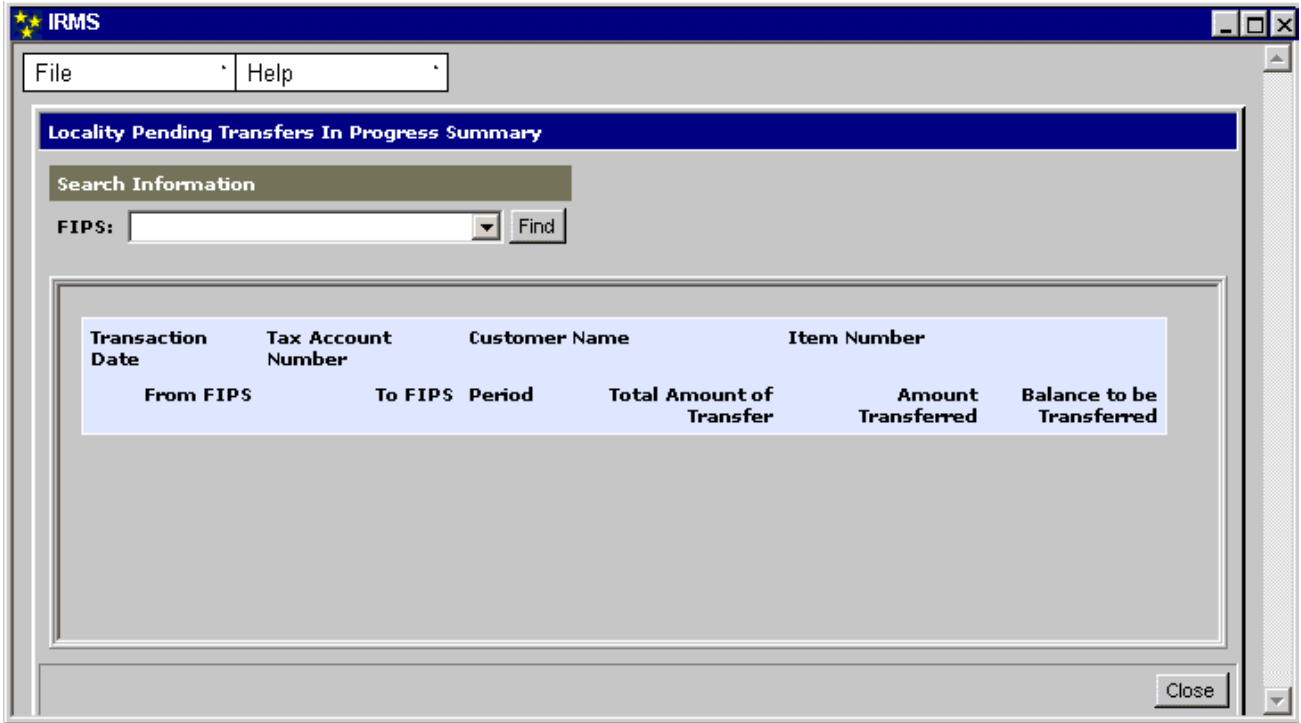 IRMS
File Help
Locality Pending Transfers In Progress Summary
Search Information
FIPS: Find
Transaction Date Tax Account Number Customer Name Item Number
From FIPS To FIPS Period Total Amount of Transfer Amount Transferred Balance to be Transferred
Close